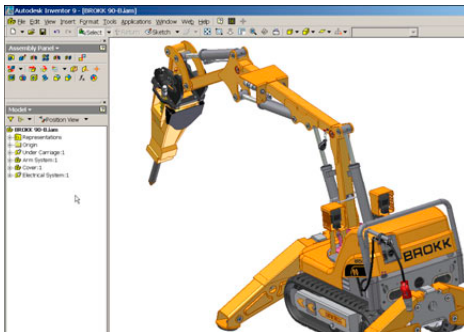 Autodesk Inventor 9 - [BROKK 90-B.iam]
File Edit View Insert Format Tools Applications Window Web Help
Select Sketch
Assembly Panel
Model
Position View
BROKK 90-B.iam
Representations
Origin
Under Carriage:1
Arm System:1
Cover:1
Electrical System:1
BROKK